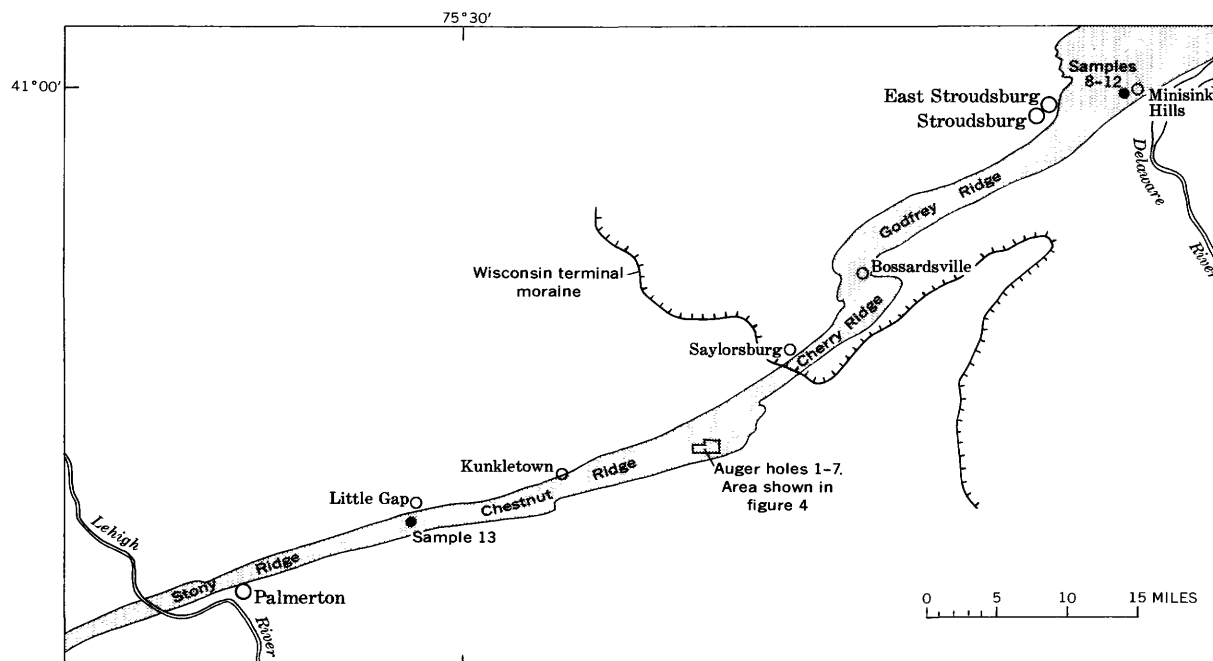 75°30'
41°00'
Samples
8-12
East Stroudsburg
Stroudsburg
Minisink
Hills
Delaware
River
Godfrey Ridge
Wisconsin terminal
moraine
Bossardsville
Saylorsburg
Cherry Ridge
Kunkletown
Ridge
Auger holes 1-7.
Area shown in
figure 4
Little Gap
Chestnut
Sample 13
Lehigh
Stony Ridge
Palmerton
River
0 5 10 15 MILES